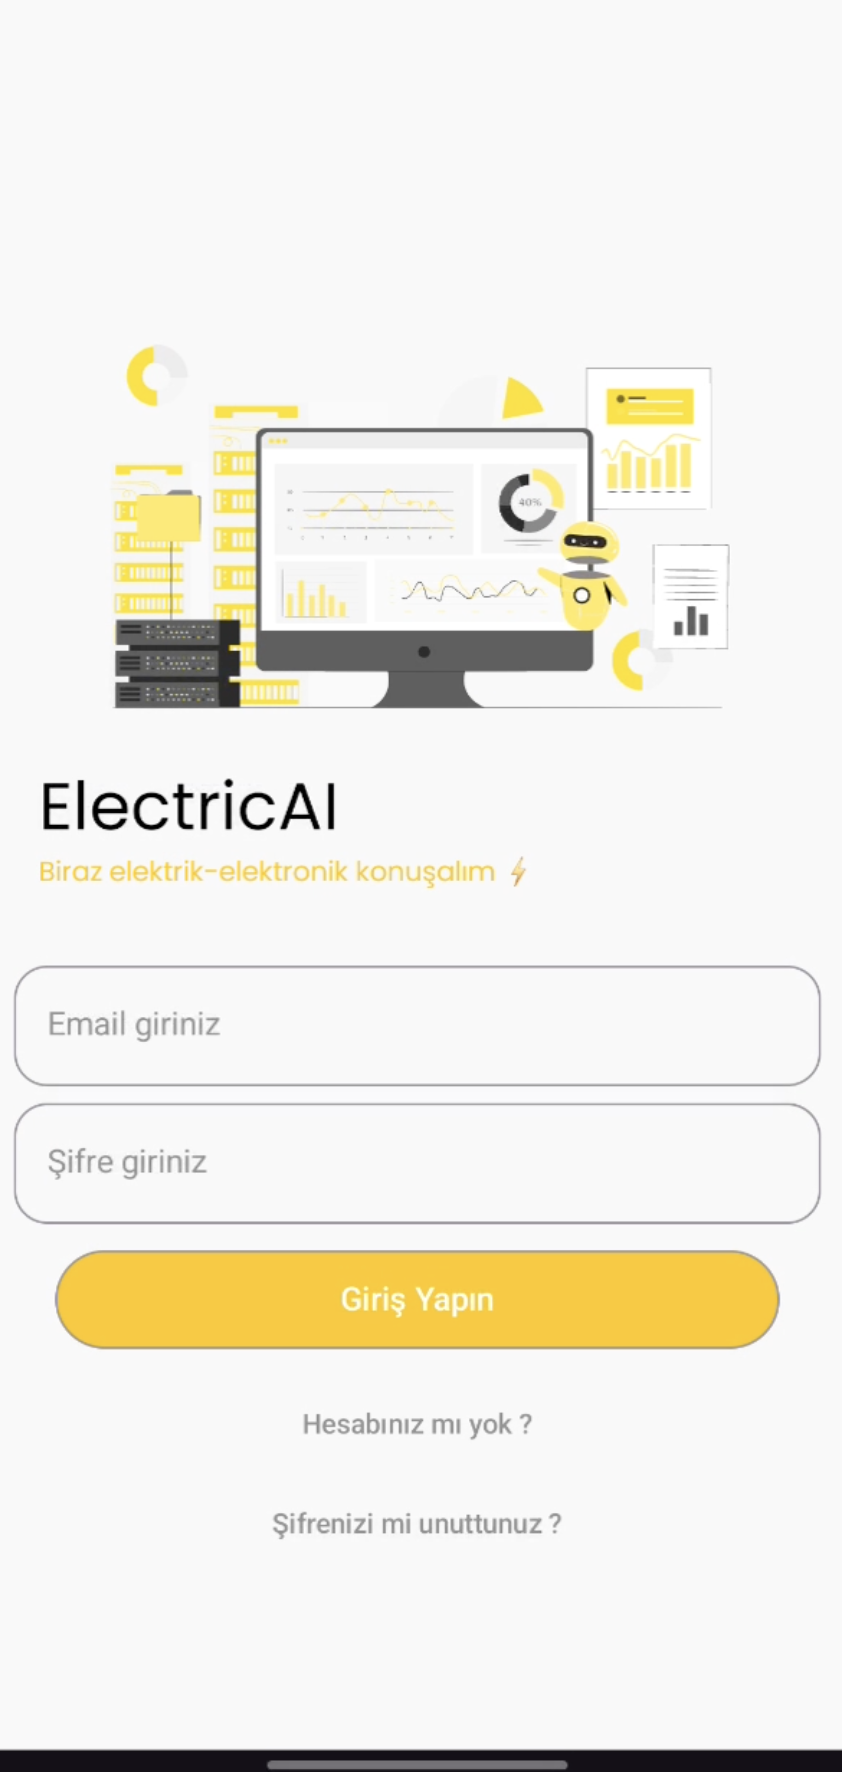 40%
ElectricAI
Biraz elektrik-elektronik konuşalım ⚡
Email giriniz
Şifre giriniz
Giriş Yapın
Hesabınız mı yok ?
Şifrenizi mi unuttunuz ?